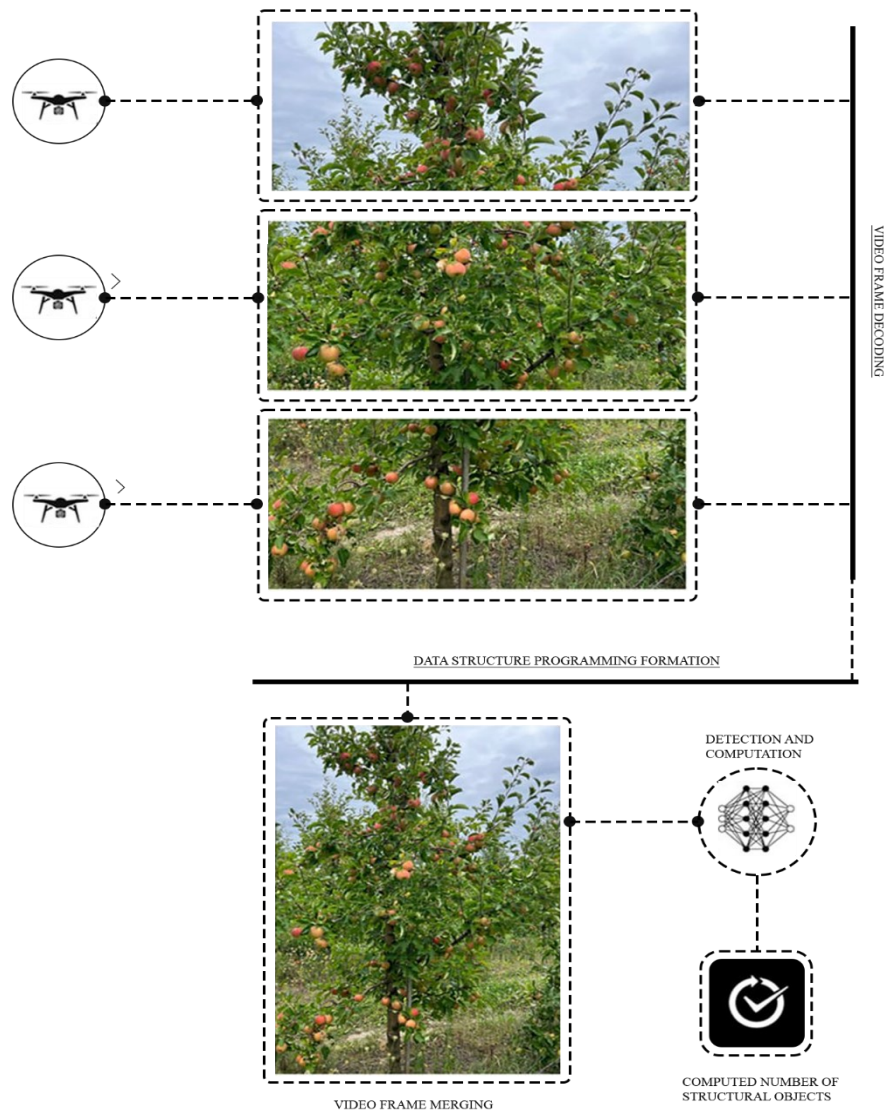 VIDEO FRAME DECODING
DATA STRUCTURE PROGRAMMING FORMATION
DETECTION AND
COMPUTATION
COMPUTED NUMBER OF
STRUCTURAL OBJECTS
VIDEO FRAME MERGING